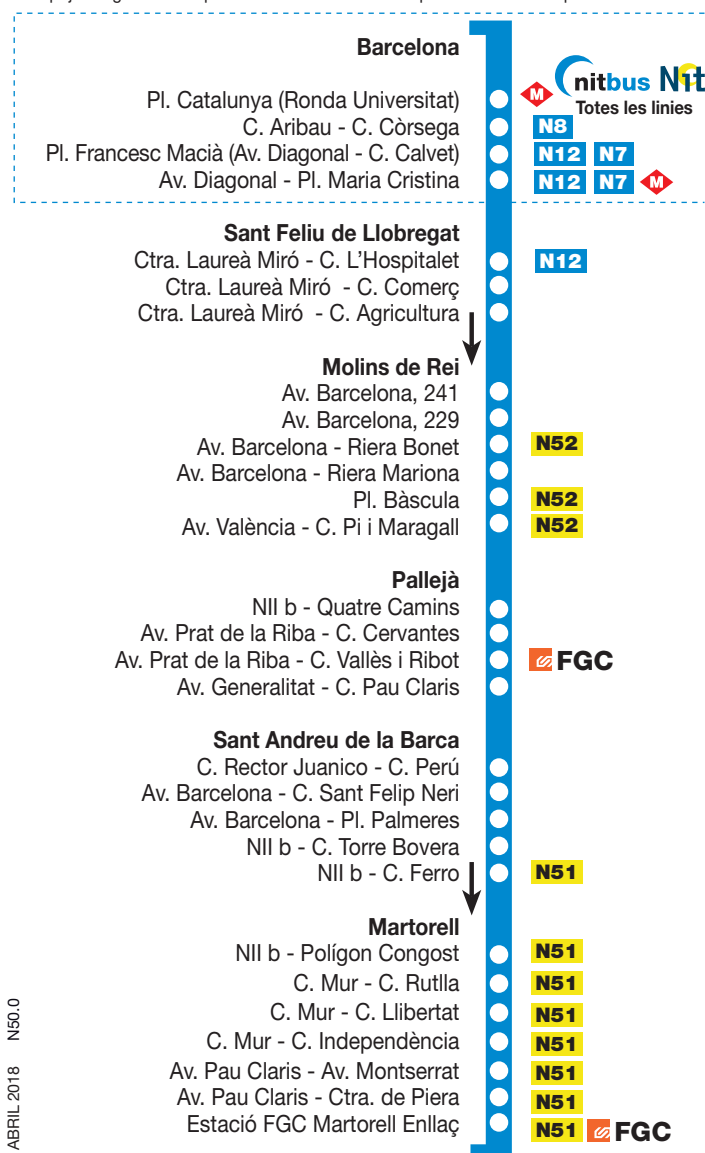 Barcelona
nitbus Nit
Pl. Catalunya (Ronda Universitat) M Totes les linies
C. Aribau - C. Còrsega N8
Pl. Francesc Macià (Av. Diagonal - C. Calvet) N12 N7
Av. Diagonal - Pl. Maria Cristina N12 N7 M
Sant Feliu de Llobregat
Ctra. Laureà Miró - C. L'Hospitalet N12
Ctra. Laureà Miró - C. Comerç
Ctra. Laureà Miró - C. Agricultura
Molins de Rei
Av. Barcelona, 241
Av. Barcelona, 229
Av. Barcelona - Riera Bonet N52
Av. Barcelona - Riera Mariona
Pl. Bàscula N52
Av. València - C. Pi i Maragall N52
Pallejà
NII b - Quatre Camins
Av. Prat de la Riba - C. Cervantes
Av. Prat de la Riba - C. Vallès i Ribot FGC
Av. Generalitat - C. Pau Claris
Sant Andreu de la Barca
C. Rector Juanico - C. Perú
Av. Barcelona - C. Sant Felip Neri
Av. Barcelona - Pl. Palmeres
NII b - C. Torre Bovera
NII b - C. Ferro N51
Martorell
NII b - Polígon Congost N51
C. Mur - C. Rutlla N51
C. Mur - C. Llibertat N51
C. Mur - C. Independència N51
Av. Pau Claris - Av. Montserrat N51
Av. Pau Claris - Ctra. de Piera N51
Estació FGC Martorell Enllaç N51 FGC
ABRIL 2018 N50.0